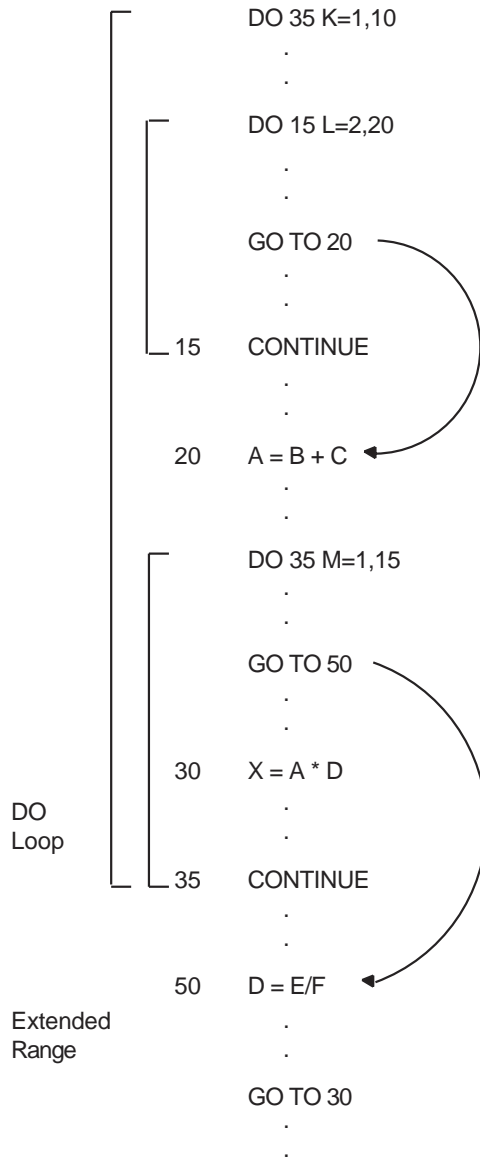 DO 35 K=1,10
.
.
DO 15 L=2,20
.
.
GO TO 20
.
.
15 CONTINUE
.
.
20 A = B + C
.
.
DO 35 M=1,15
.
.
GO TO 50
.
.
30 X = A * D
DO
Loop
.
.
35 CONTINUE
.
.
50 D = E/F
Extended
Range
.
.
GO TO 30
.
.